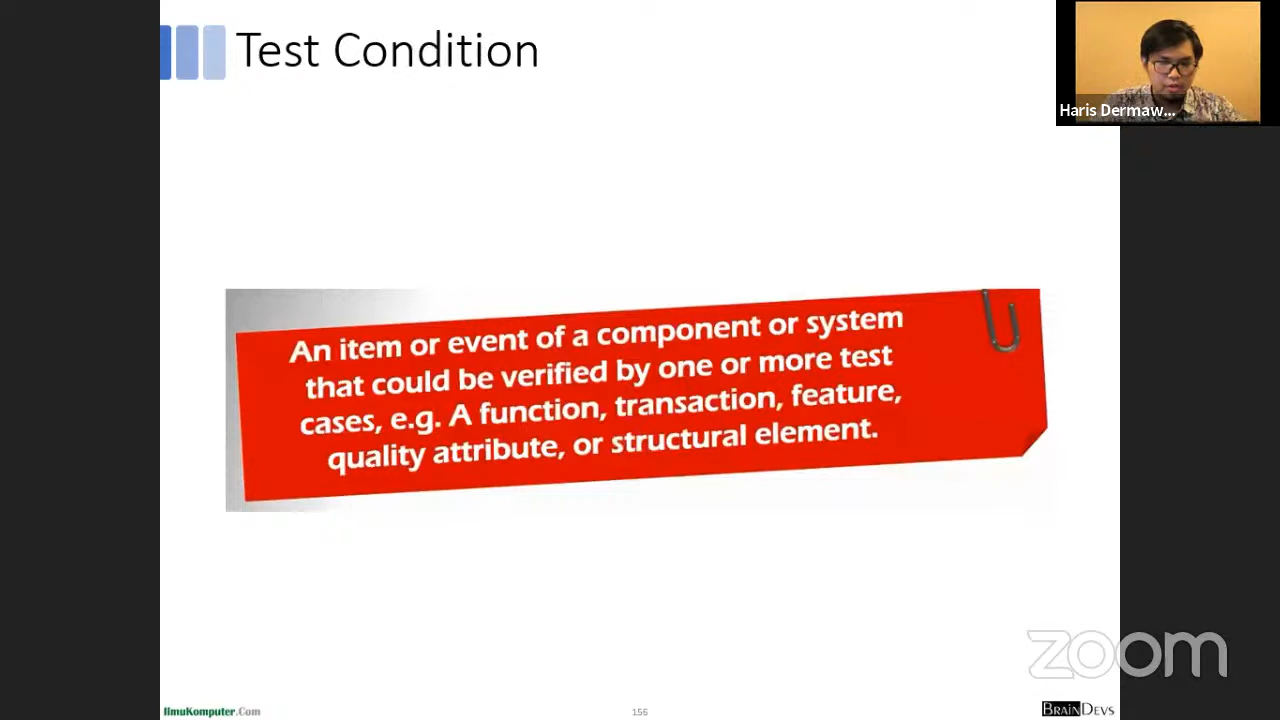 Test Condition
Haris Dermaw...
An item or event of a component or system
that could be verified by one or more test
cases, e.g. A function, transaction, feature,
quality attribute, or structural element.
zoom
IlmuKomputer.Com
156
BRAINDEVS